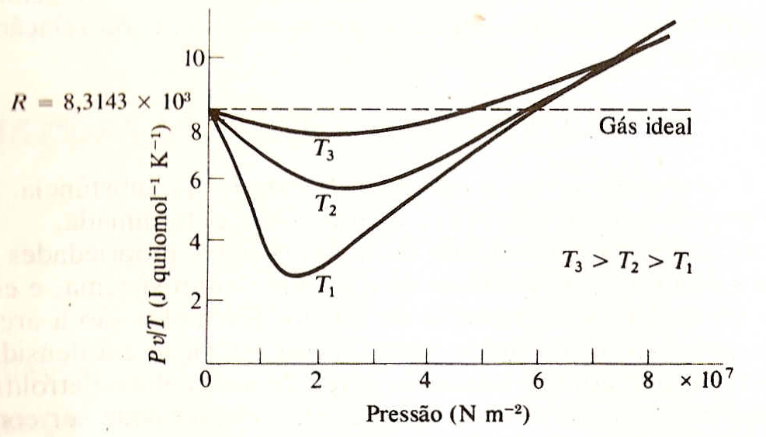 10
R = 8,3143 × 10³
8
Gás ideal
T₃
6
T₂
4
T₃ > T₂ > T₁
T₁
2
P v/T (J quilomol⁻¹ K⁻¹)
0 2 4 6 8 × 10⁷
Pressão (N m⁻²)